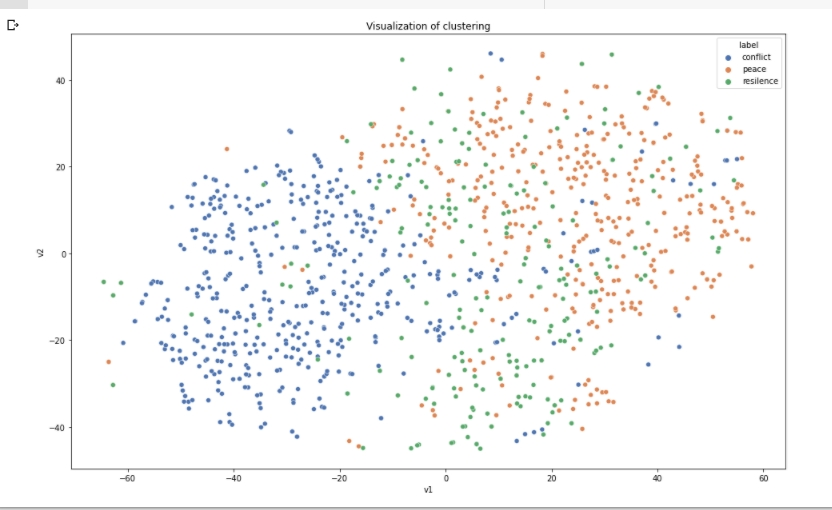 Visualization of clustering
label
conflict
peace
resilence
40
20
0
−20
−40
v2
−60
−40
−20
0
20
40
60
v1